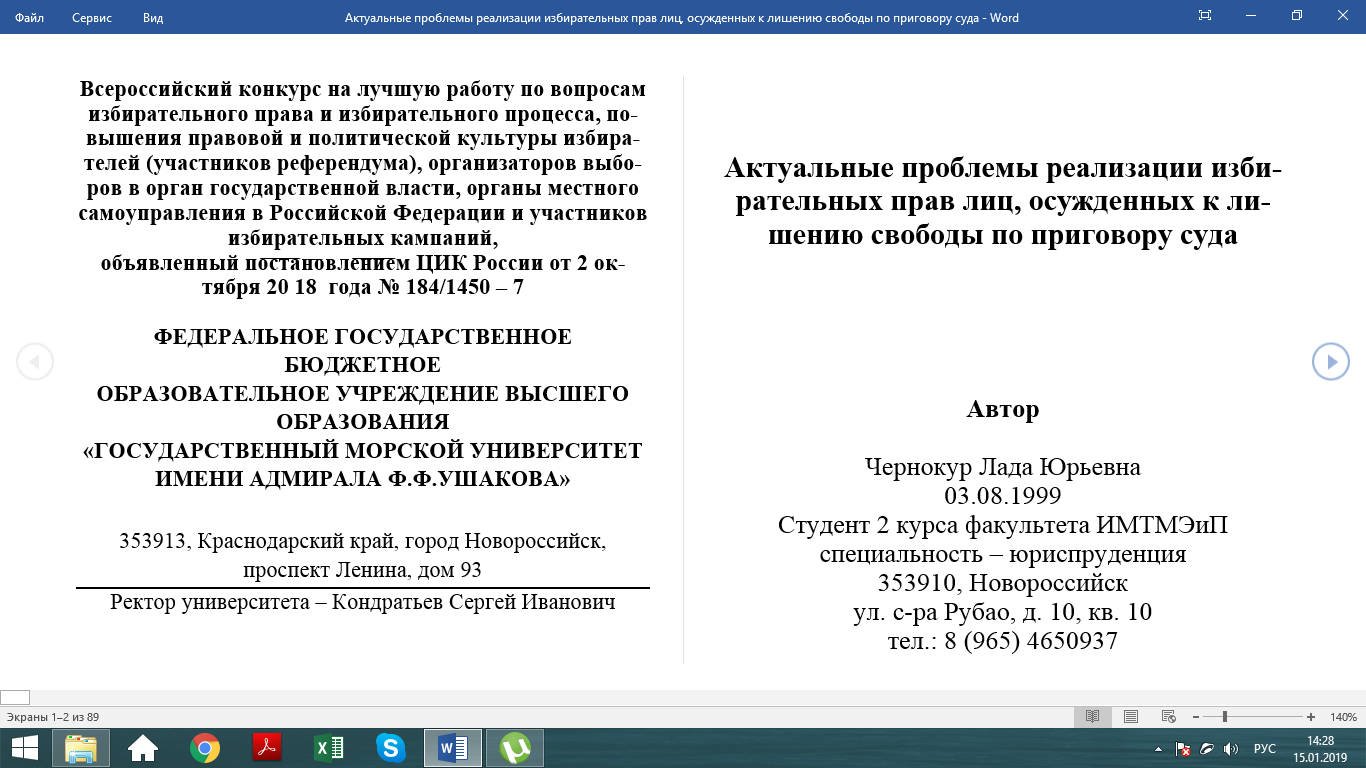 Файл Сервис Вид Актуальные проблемы реализации избирательных прав лиц, осужденных к лишению свободы по приговору суда - Word
Всероссийский конкурс на лучшую работу по вопросам
избирательного права и избирательного процесса, по-
вышения правовой и политической культуры избира-
телей (участников референдума), организаторов выбо-
ров в орган государственной власти, органы местного
самоуправления в Российской Федерации и участников
избирательных кампаний,
объявленный постановлением ЦИК России от 2 ок-
тября 20 18 года № 184/1450 – 7
ФЕДЕРАЛЬНОЕ ГОСУДАРСТВЕННОЕ
БЮДЖЕТНОЕ
ОБРАЗОВАТЕЛЬНОЕ УЧРЕЖДЕНИЕ ВЫСШЕГО
ОБРАЗОВАНИЯ
«ГОСУДАРСТВЕННЫЙ МОРСКОЙ УНИВЕРСИТЕТ
ИМЕНИ АДМИРАЛА Ф.Ф.УШАКОВА»
353913, Краснодарский край, город Новороссийск,
проспект Ленина, дом 93
Ректор университета – Кондратьев Сергей Иванович
Актуальные проблемы реализации изби-
рательных прав лиц, осужденных к ли-
шению свободы по приговору суда
Автор
Чернокур Лада Юрьевна
03.08.1999
Студент 2 курса факультета ИМТМЭиП
специальность – юриспруденция
353910, Новороссийск
ул. с-ра Рубао, д. 10, кв. 10
тел.: 8 (965) 4650937
Экраны 1–2 из 89
140%
РУС
14:28
15.01.2019